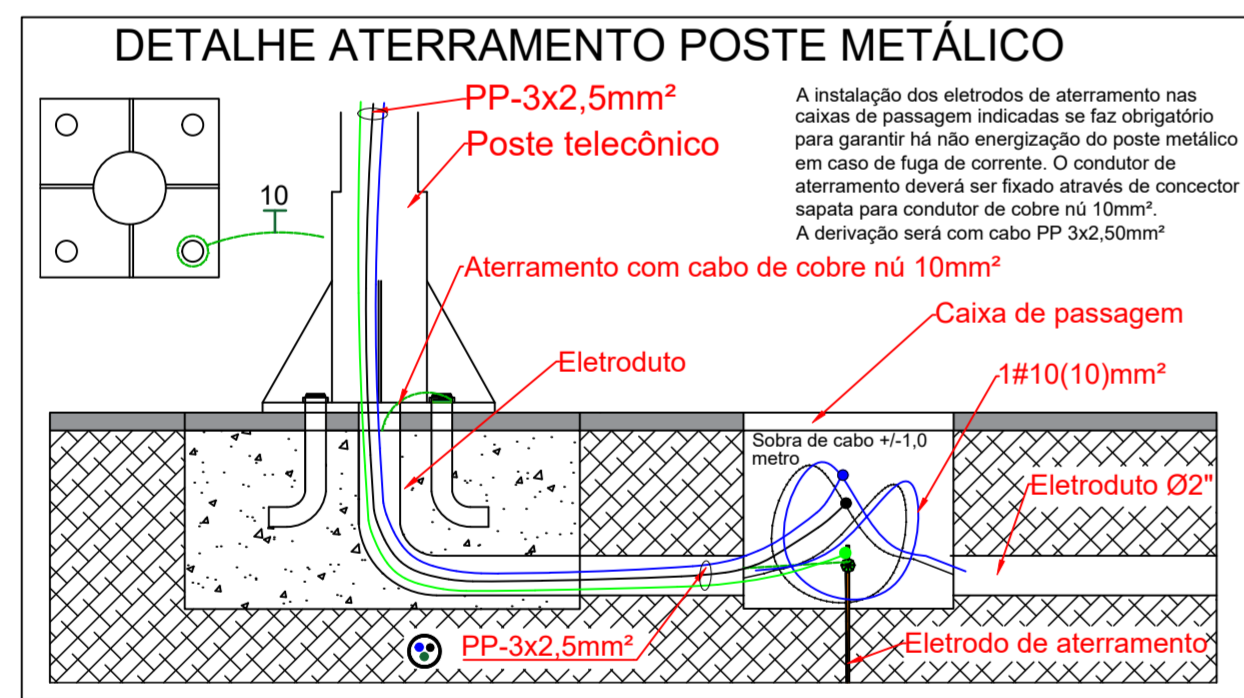 DETALHE ATERRAMENTO POSTE METÁLICO
PP-3x2,5mm²
Poste telecônico
A instalação dos eletrodos de aterramento nas
caixas de passagem indicadas se faz obrigatório
para garantir há não energização do poste metálico
em caso de fuga de corrente. O condutor de
aterramento deverá ser fixado através de concector
sapata para condutor de cobre nú 10mm².
A derivação será com cabo PP 3x2,50mm²
10
Aterramento com cabo de cobre nú 10mm²
Caixa de passagem
Eletroduto
1#10(10)mm²
Sobra de cabo +/-1,0
metro
Eletroduto Ø2"
PP-3x2,5mm²
Eletrodo de aterramento